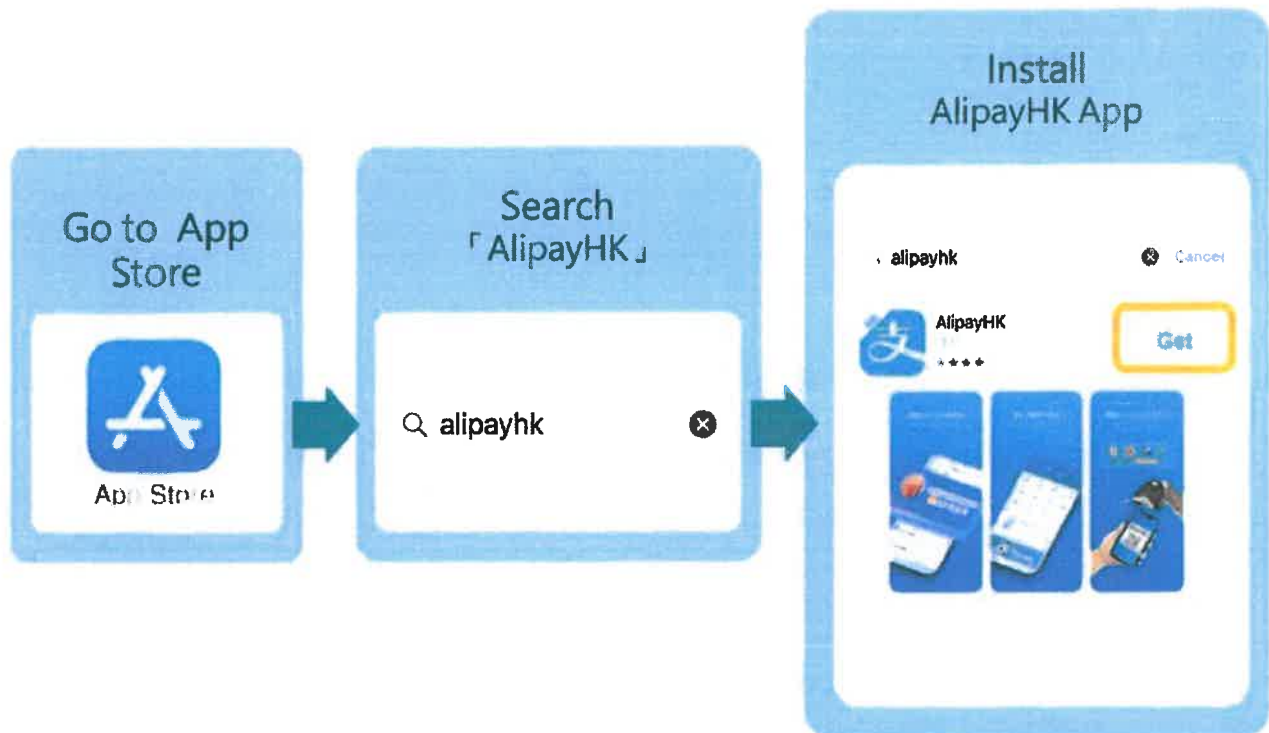 Go to App
Store
App Store
Search
「AlipayHK」
alipayhk
Install
AlipayHK App
alipayhk
Cancel
AlipayHK
Get